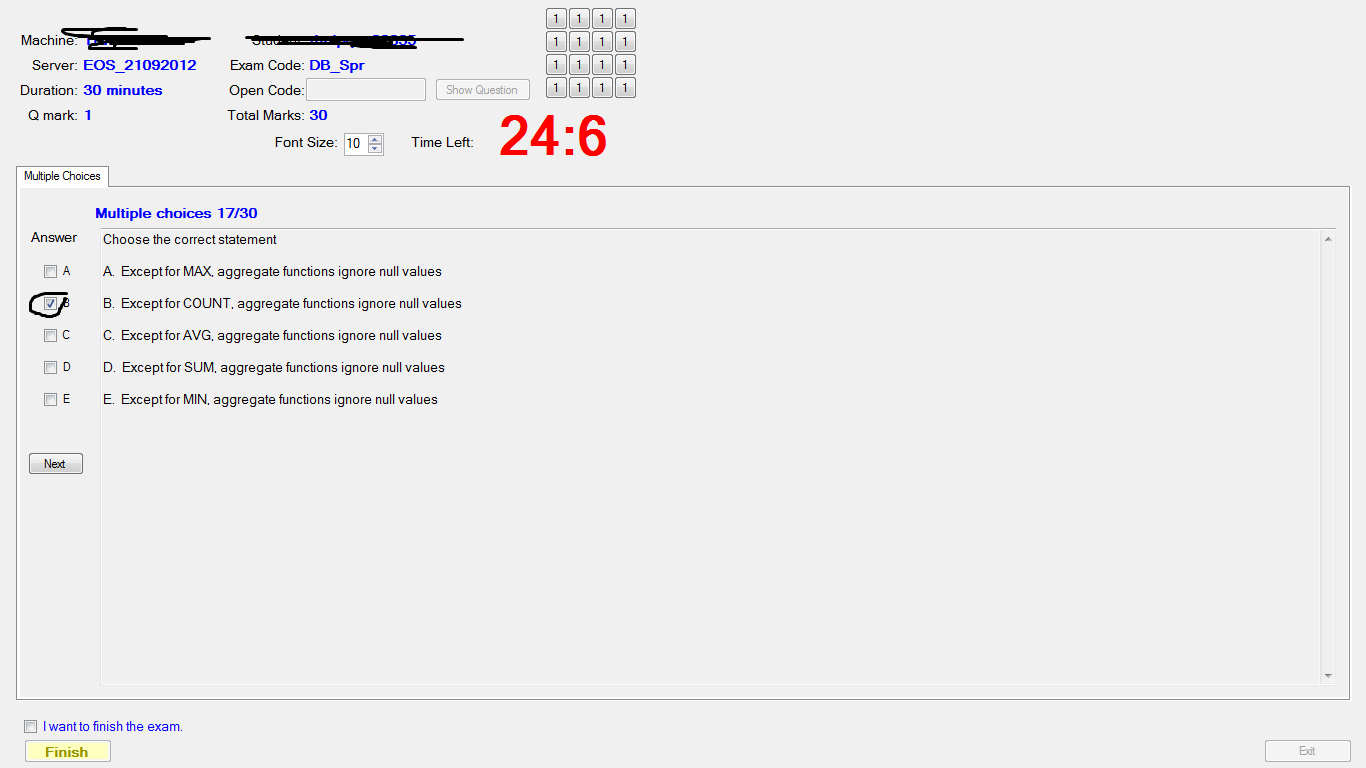 1 1 1 1
Machine:
1 1 1 1
Server: EOS_21092012 Exam Code: DB_Spr
1 1 1 1
Duration: 30 minutes Open Code: Show Question
1 1 1 1
Q mark: 1 Total Marks: 30
Font Size: 10 Time Left: 24:6
Multiple Choices
Multiple choices 17/30
Answer
Choose the correct statement
A A. Except for MAX, aggregate functions ignore null values
B B. Except for COUNT, aggregate functions ignore null values
C C. Except for AVG, aggregate functions ignore null values
D D. Except for SUM, aggregate functions ignore null values
E E. Except for MIN, aggregate functions ignore null values
Next
I want to finish the exam.
Finish Exit